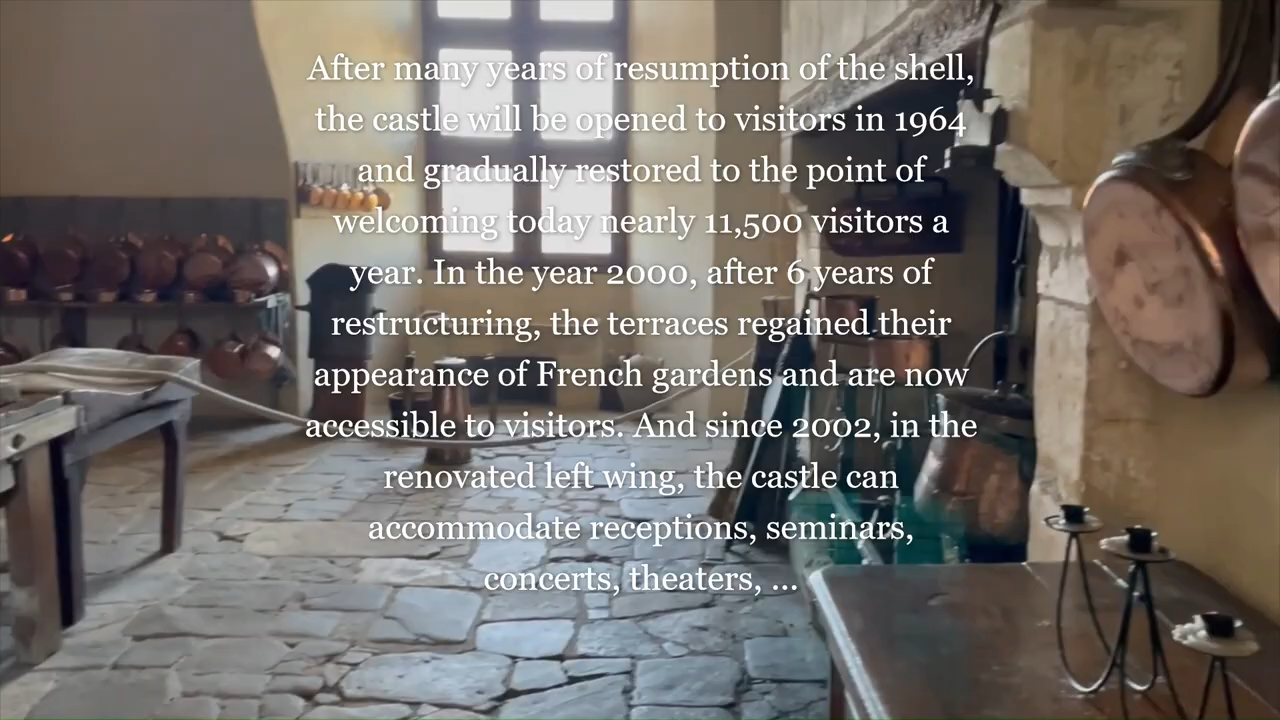 After many years of resumption of the shell,
the castle will be opened to visitors in 1964
and gradually restored to the point of
welcoming today nearly 11,500 visitors a
year. In the year 2000, after 6 years of
restructuring, the terraces regained their
appearance of French gardens and are now
accessible to visitors. And since 2002, in the
renovated left wing, the castle can
accommodate receptions, seminars,
concerts, theaters, ...